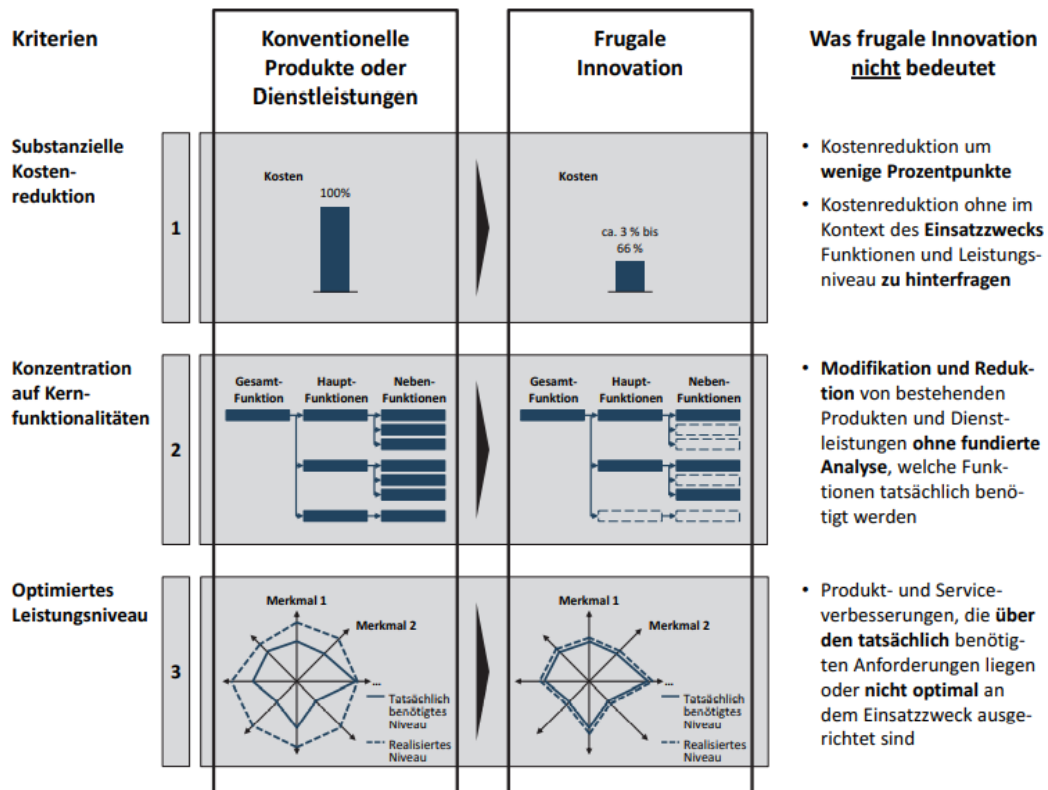 Kriterien
Konventionelle
Produkte oder
Dienstleistungen
Frugale
Innovation
Was frugale Innovation
nicht bedeutet
Substanzielle
Kosten-
reduktion
1
Kosten
100%
Kosten
ca. 3 % bis
66 %
• Kostenreduktion um
wenige Prozentpunkte
• Kostenreduktion ohne im
Kontext des Einsatzzwecks
Funktionen und Leistungs-
niveau zu hinterfragen
Konzentration
auf Kern-
funktionalitäten
2
Gesamt-
Funktion
Haupt-
Funktionen
Neben-
Funktionen
Gesamt-
Funktion
Haupt-
Funktionen
Neben-
Funktionen
• Modifikation und Reduk-
tion von bestehenden
Produkten und Dienst-
leistungen ohne fundierte
Analyse, welche Funk-
tionen tatsächlich benö-
tigt werden
Optimiertes
Leistungsniveau
3
Merkmal 1
Merkmal 2
...
Tatsächlich
benötigtes
Niveau
Realisiertes
Niveau
Merkmal 1
Merkmal 2
...
Tatsächlich
benötigtes
Niveau
Realisiertes
Niveau
• Produkt- und Service-
verbesserungen, die über
den tatsächlich benötig-
ten Anforderungen liegen
oder nicht optimal an
dem Einsatzzweck ausge-
richtet sind